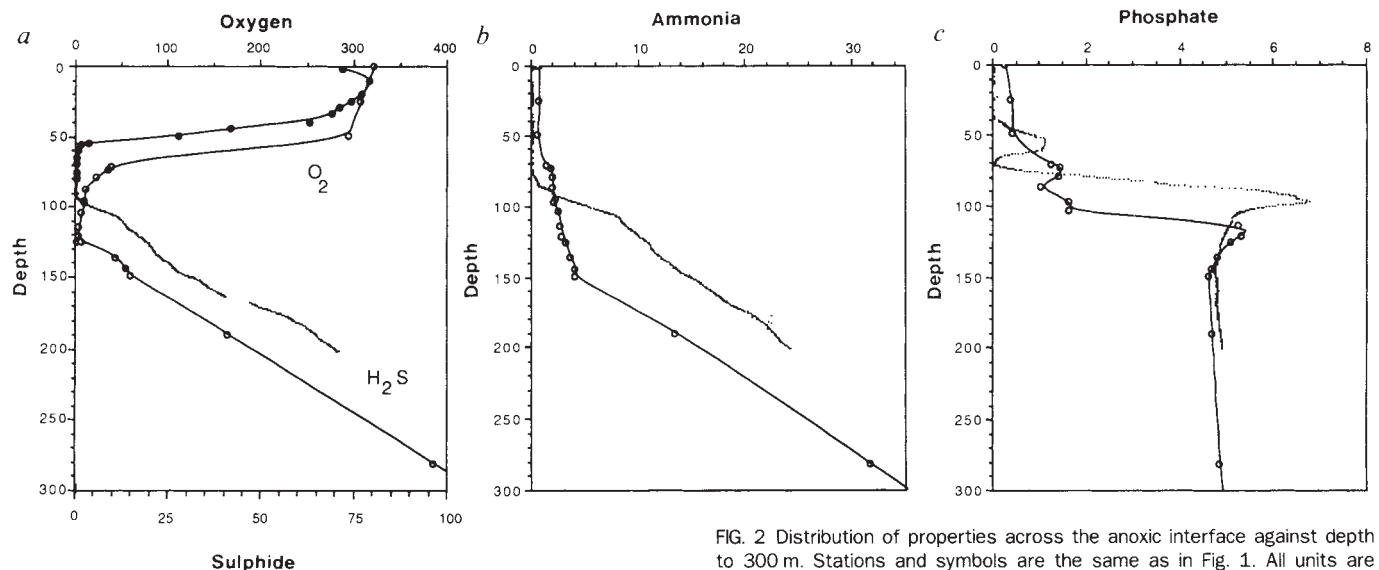 a
Oxygen
0 100 200 300 400
Depth
0
50
100
150
200
250
300
O2
H2S
0 25 50 75 100
Sulphide
b
Ammonia
0 10 20 30
Depth
0
50
100
150
200
250
300
c
Phosphate
0 2 4 6 8
Depth
0
50
100
150
200
250
300
FIG. 2 Distribution of properties across the anoxic interface against depth
to 300 m. Stations and symbols are the same as in Fig. 1. All units are